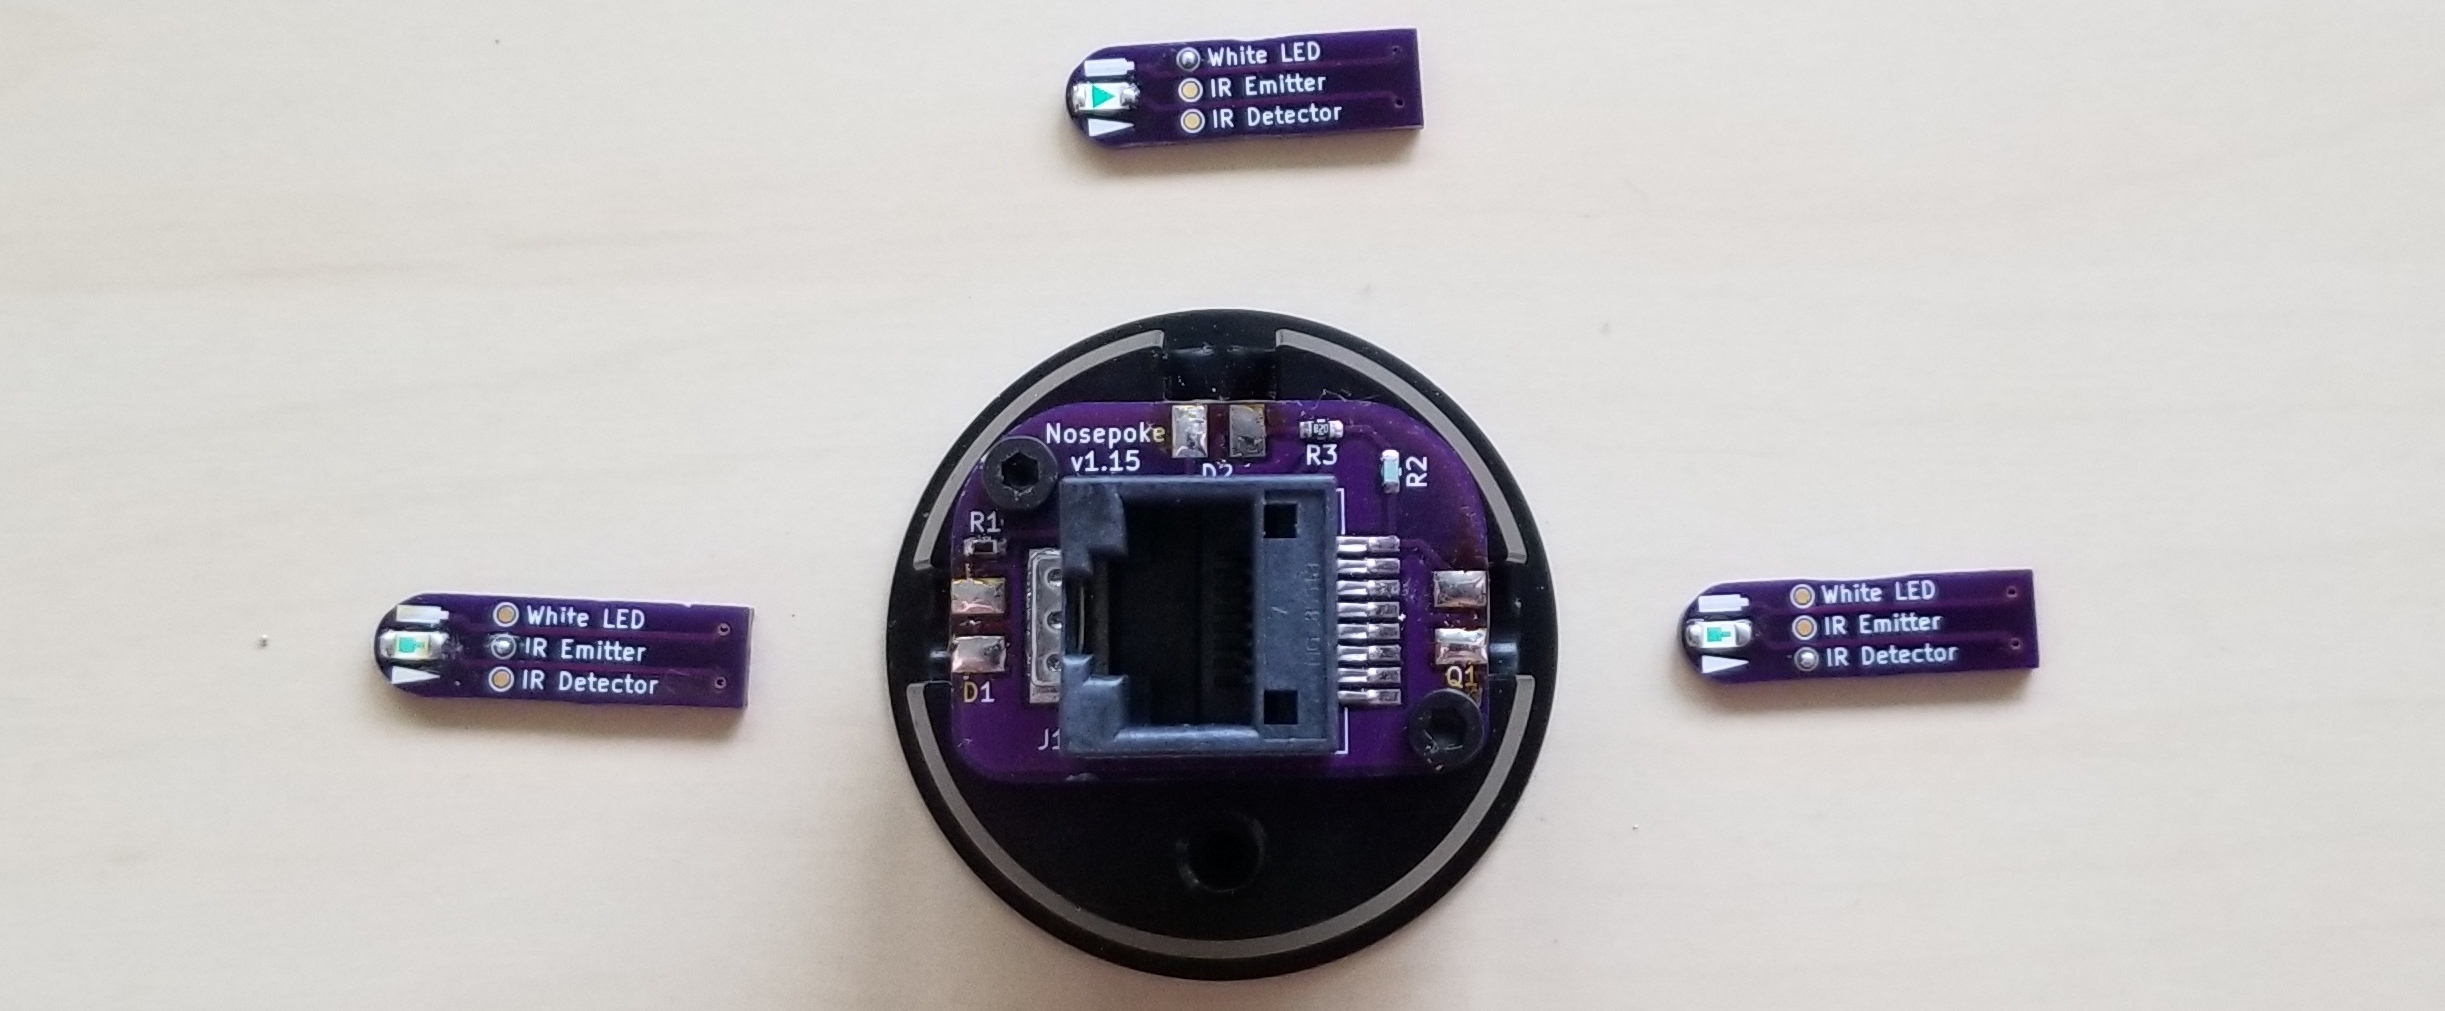 White LED
IR Emitter
IR Detector
Nosepoke
v1.15
D2
R3
R2
R1
D1
J1
Q1
820
White LED
IR Emitter
IR Detector
White LED
IR Emitter
IR Detector